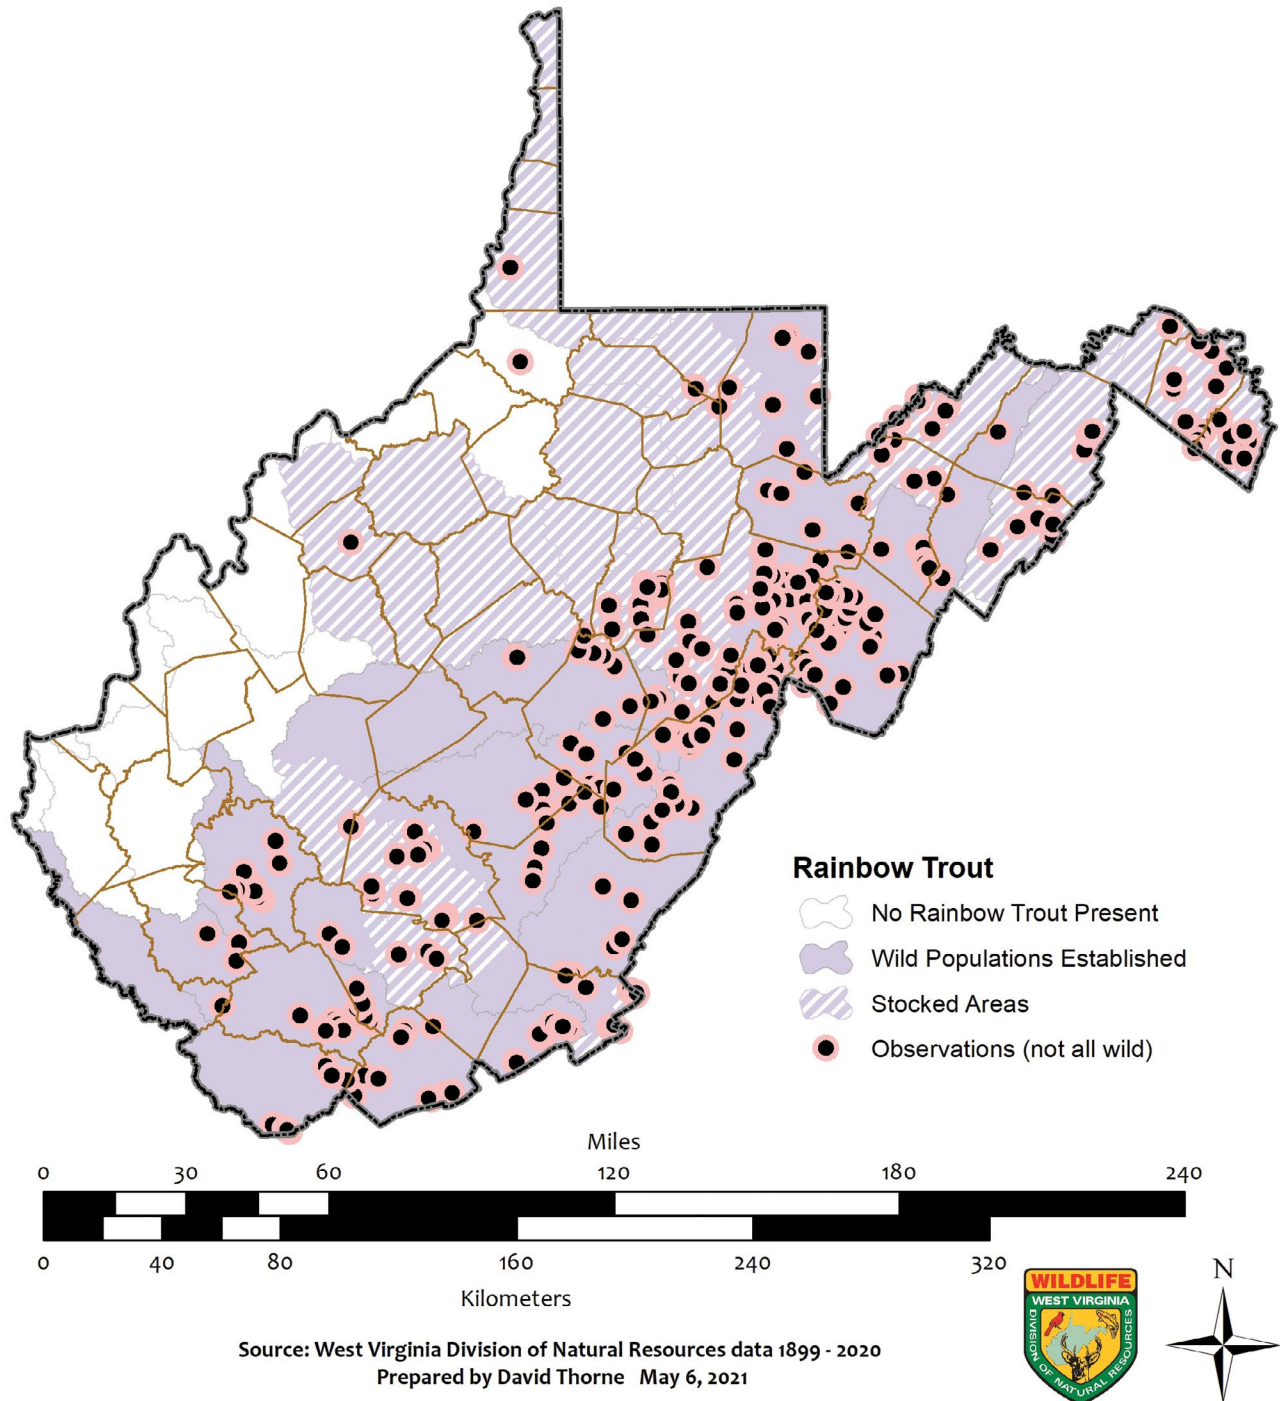 Rainbow Trout
No Rainbow Trout Present
Wild Populations Established
Stocked Areas
Observations (not all wild)
Miles
0 30 60 120 180 240
0 40 80 160 240 320
Kilometers
N
WILDLIFE
WEST VIRGINIA
DIVISION OF NATURAL RESOURCES
Source: West Virginia Division of Natural Resources data 1899 - 2020
Prepared by David Thorne May 6, 2021